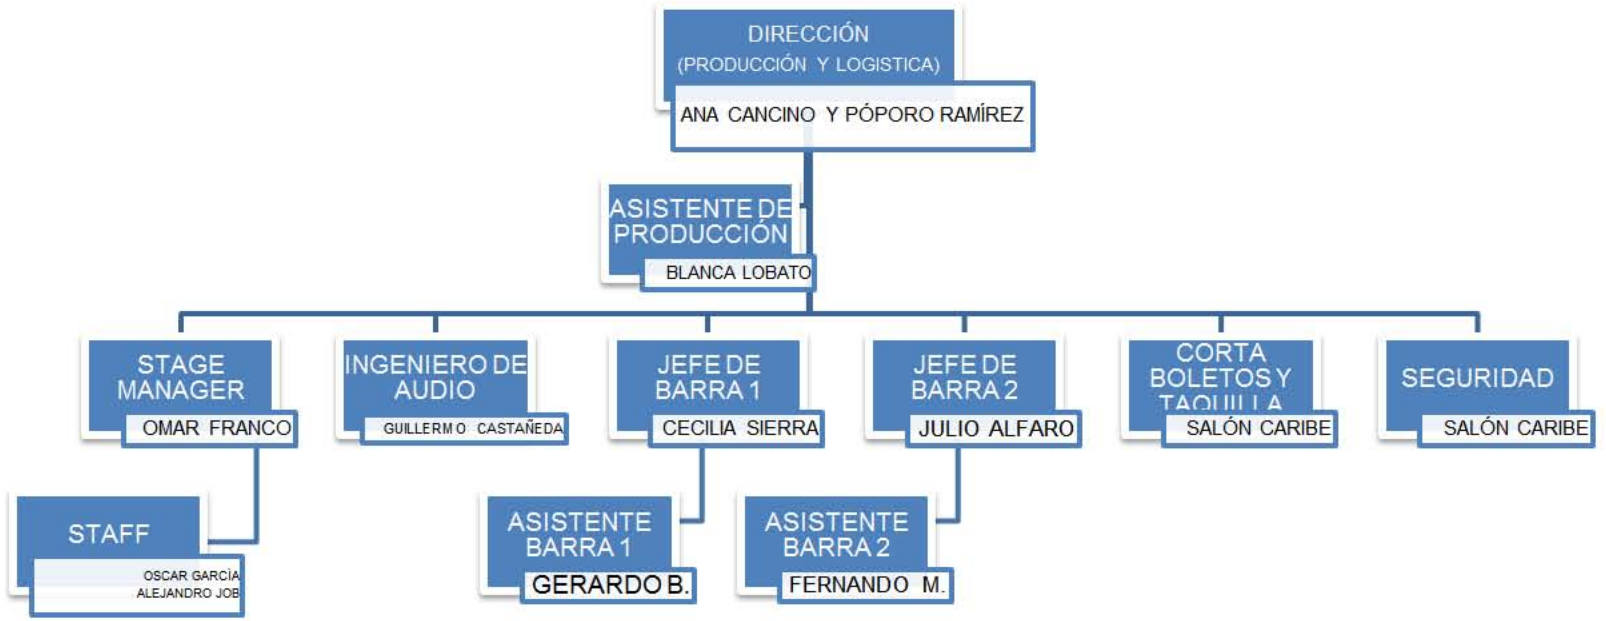 DIRECCIÓN
(PRODUCCIÓN Y LOGISTICA)
ANA CANCINO Y PÓPORO RAMÍREZ
ASISTENTE DE
PRODUCCIÓN
BLANCA LOBATO
STAGE
MANAGER
OMAR FRANCO
INGENIERO DE
AUDIO
GUILLERMO CASTAÑEDA
JEFE DE
BARRA 1
CECILIA SIERRA
JEFE DE
BARRA 2
JULIO ALFARO
CORTA
BOLETOS Y
TAQUILLA
SALÓN CARIBE
SEGURIDAD
SALÓN CARIBE
STAFF
OSCAR GARCÌA
ALEJANDRO JOB
ASISTENTE
BARRA 1
GERARDO B.
ASISTENTE
BARRA 2
FERNANDO M.